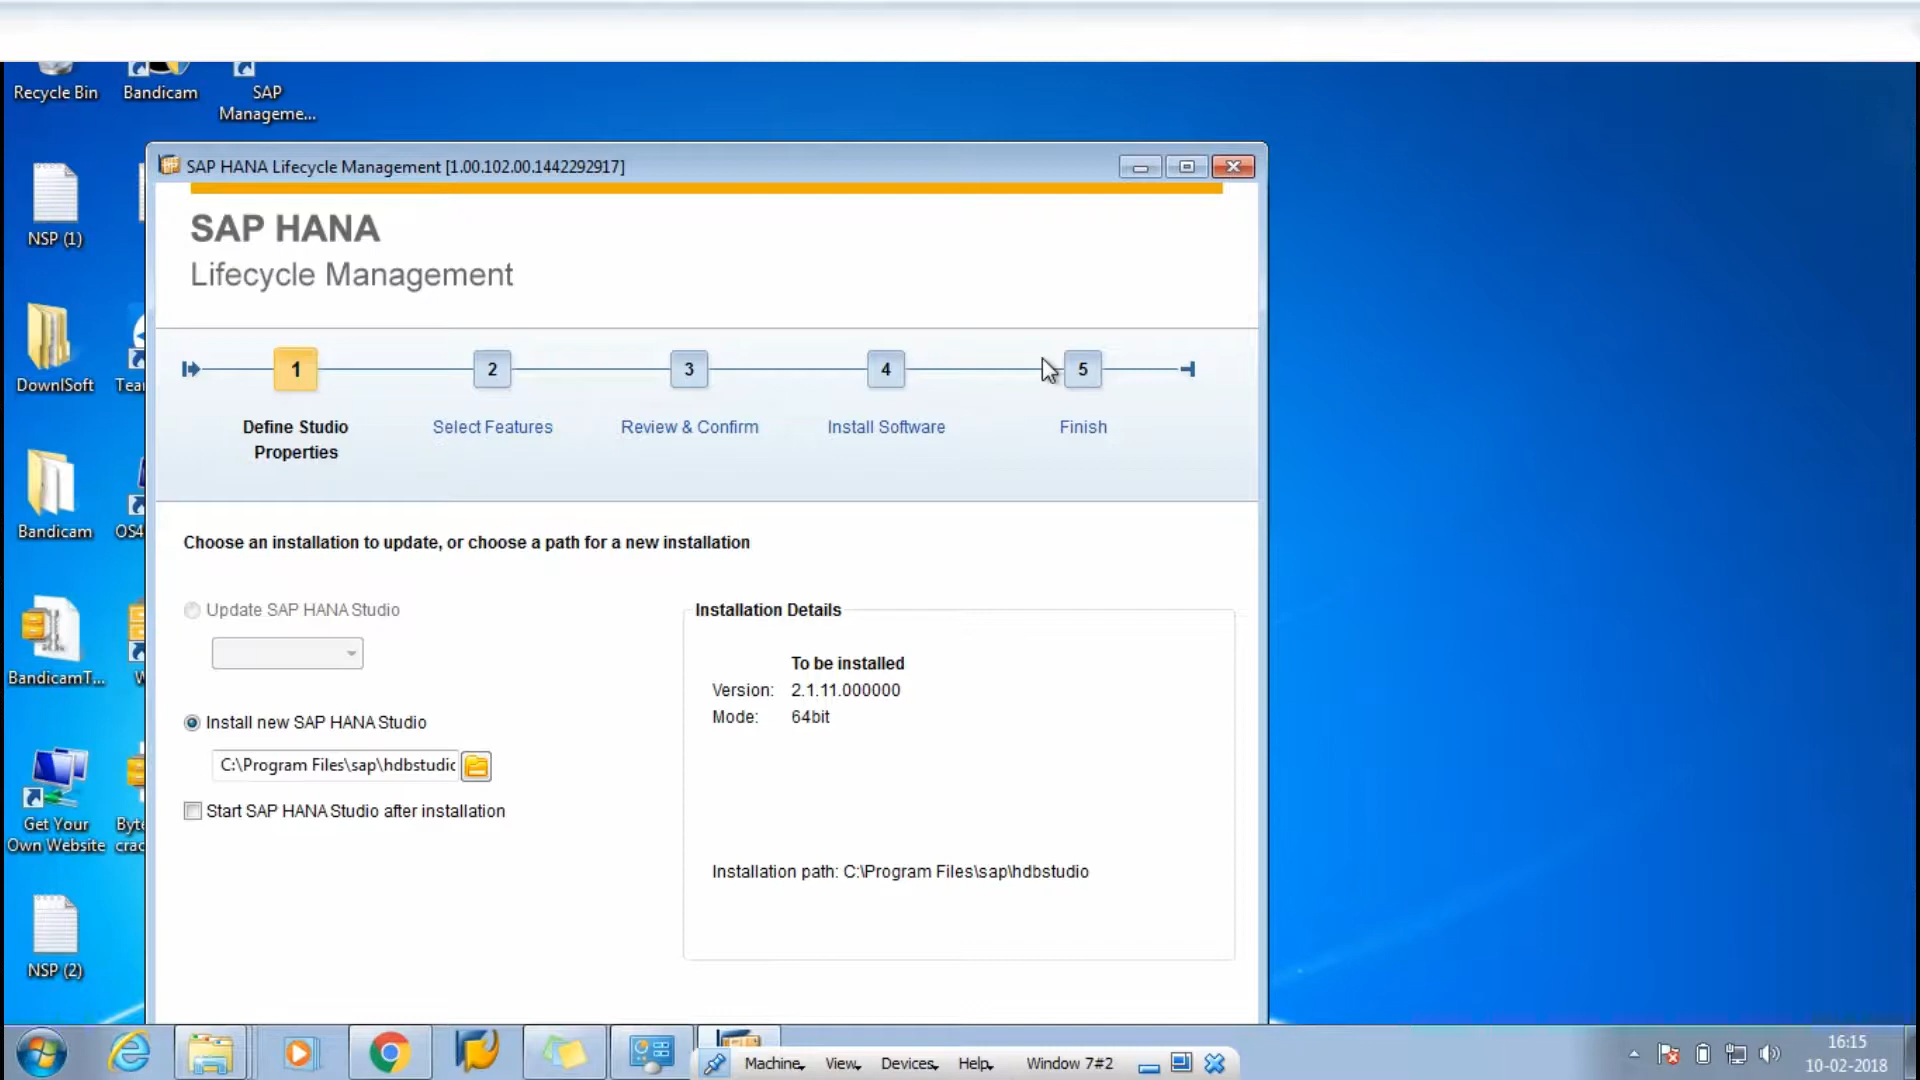 Recycle Bin
Bandicam
SAP
Manageme...
SAP HANA Lifecycle Management [1.00.102.00.1442292917]
SAP HANA
Lifecycle Management
1
2
3
4
5
Define Studio
Properties
Select Features
Review & Confirm
Install Software
Finish
Choose an installation to update, or choose a path for a new installation
Update SAP HANA Studio
Install new SAP HANA Studio
C:\Program Files\sap\hdbstudio
Start SAP HANA Studio after installation
Installation Details
To be installed
Version: 2.1.11.000000
Mode: 64bit
Installation path: C:\Program Files\sap\hdbstudio
NSP (1)
DownlSoft
Bandicam
BandicamT...
Get Your
Own Website
NSP (2)
Machine
View
Devices
Help
Window 7#2
16:15
10-02-2018